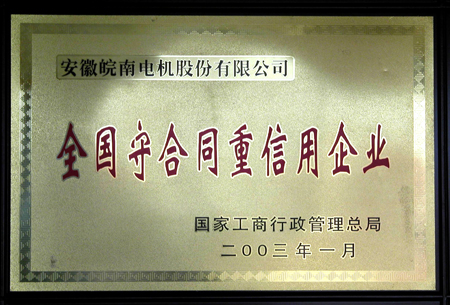 安徽皖南电机股份有限公司
全国守合同重信用企业
国家工商行政管理总局
二00三年一月